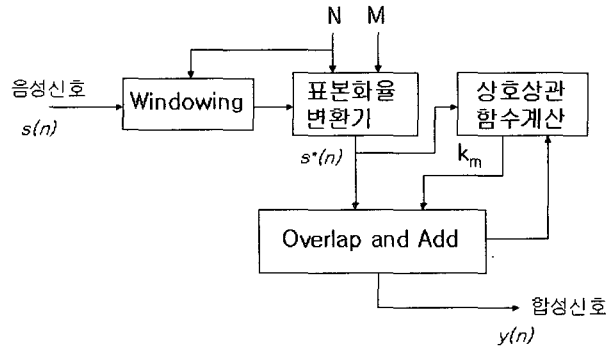 N M
음성신호
s(n)
Windowing
표본화율
변환기
상호상관
함수계산
s*(n)
k_m
Overlap and Add
합성신호
y(n)